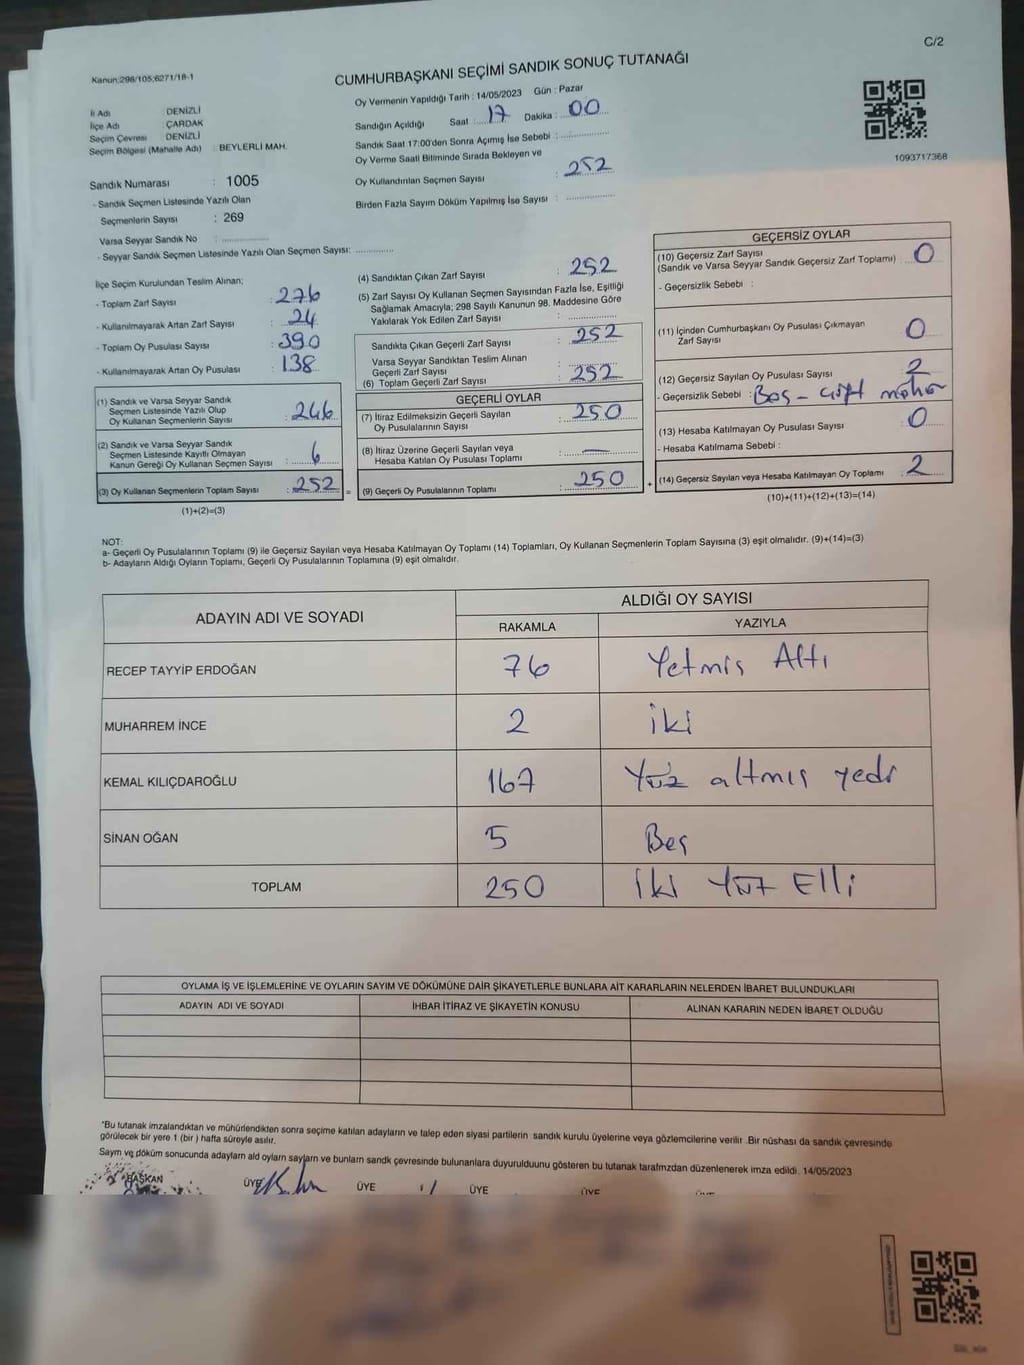 C/2
Kanun:298/105;6271/18-1
CUMHURBAŞKANI SEÇİMİ SANDIK SONUÇ TUTANAĞI
İl Adı : DENİZLİ
İlçe Adı : ÇARDAK
Seçim Çevresi : DENİZLİ
Seçim Bölgesi (Mahalle Adı) : BEYLERLİ MAH.
Sandık Numarası : 1005
- Sandık Seçmen Listesinde Yazılı Olan
Seçmenlerin Sayısı : 269
Varsa Seyyar Sandık No :
- Seyyar Sandık Seçmen Listesinde Yazılı Olan Seçmen Sayısı:
Oy Vermenin Yapıldığı Tarih : 14/05/2023 Gün : Pazar
Sandığın Açıldığı Saat : 17 Dakika : 00
Sandık Saat 17:00'den Sonra Açımış İse Sebebi :
Oy Verme Saati Bitiminde Sırada Bekleyen ve
Oy Kullandırılan Seçmen Sayısı : 252
Birden Fazla Sayım Döküm Yapılmış İse Sayısı :
1093717368
İlçe Seçim Kurulundan Teslim Alınan;
- Toplam Zarf Sayısı : 276
- Kullanılmayarak Artan Zarf Sayısı : 24
- Toplam Oy Pusulası Sayısı : 390
- Kullanılmayarak Artan Oy Pusulası : 138
(1) Sandık ve Varsa Seyyar Sandık
Seçmen Listesinde Yazılı Olup
Oy Kullanan Seçmenlerin Sayısı : 246
(2) Sandık ve Varsa Seyyar Sandık
Seçmen Listesinde Kayıtlı Olmayan
Kanun Gereği Oy Kullanan Seçmen Sayısı : 6
(3) Oy Kullanan Seçmenlerin Toplam Sayısı : 252 =
(1)+(2)=(3)
(4) Sandıktan Çıkan Zarf Sayısı : 252
(5) Zarf Sayısı Oy Kullanan Seçmen Sayısından Fazla İse, Eşitliği
Sağlamak Amacıyla; 298 Sayılı Kanunun 98. Maddesine Göre
Yakılarak Yok Edilen Zarf Sayısı :
Sandıkta Çıkan Geçerli Zarf Sayısı : 252
Varsa Seyyar Sandıktan Teslim Alınan
Geçerli Zarf Sayısı :
(6) Toplam Geçerli Zarf Sayısı : 252
GEÇERLİ OYLAR
(7) İtiraz Edilmeksizin Geçerli Sayılan
Oy Pusulalarının Sayısı : 250
(8) İtiraz Üzerine Geçerli Sayılan veya
Hesaba Katılan Oy Pusulası Toplamı : —
(9) Geçerli Oy Pusulalarının Toplamı : 250 +
GEÇERSİZ OYLAR
(10) Geçersiz Zarf Sayısı
(Sandık ve Varsa Seyyar Sandık Geçersiz Zarf Toplamı) : 0
- Geçersizlik Sebebi :
(11) İçinden Cumhurbaşkanı Oy Pusulası Çıkmayan
Zarf Sayısı : 0
(12) Geçersiz Sayılan Oy Pusulası Sayısı : 2
- Geçersizlik Sebebi : Boş - çift mühür
(13) Hesaba Katılmayan Oy Pusulası Sayısı : 0
- Hesaba Katılmama Sebebi :
(14) Geçersiz Sayılan veya Hesaba Katılmayan Oy Toplamı : 2
(10)+(11)+(12)+(13)=(14)
NOT:
a- Geçerli Oy Pusulalarının Toplamı (9) ile Geçersiz Sayılan veya Hesaba Katılmayan Oy Toplamı (14) Toplamları, Oy Kullanan Seçmenlerin Toplam Sayısına (3) eşit olmalıdır. (9)+(14)=(3)
b- Adayların Aldığı Oyların Toplamı, Geçerli Oy Pusulalarının Toplamına (9) eşit olmalıdır.
ADAYIN ADI VE SOYADI ALDIĞI OY SAYISI
RAKAMLA YAZIYLA
RECEP TAYYİP ERDOĞAN 76 Yetmiş Altı
MUHARREM İNCE 2 iki
KEMAL KILIÇDAROĞLU 167 Yüz altmış yedi
SİNAN OĞAN 5 Beş
TOPLAM 250 İki Yüz Elli
OYLAMA İŞ VE İŞLEMLERİNE VE OYLARIN SAYIM VE DÖKÜMÜNE DAİR ŞİKAYETLERLE BUNLARA AİT KARARLARIN NELERDEN İBARET BULUNDUKLARI
ADAYIN ADI VE SOYADI İHBAR İTİRAZ VE ŞİKAYETİN KONUSU ALINAN KARARIN NEDEN İBARET OLDUĞU
*Bu tutanak imzalandıktan ve mühürlendikten sonra seçime katılan adayların ve talep eden siyasi partilerin sandık kurulu üyelerine veya gözlemcilerine verilir .Bir nüshası da sandık çevresinde
görülecek bir yere 1 (bir ) hafta süreyle asılır.
Sayım ve döküm sonucunda adayların ald oyların sayların ve bunların sandk çevresinde bulunanlara duyurulduunu gösteren bu tutanak tarafmzdan düzenlenerek imza edildi. 14/05/2023
BAŞKAN ÜYE ÜYE ÜYE ÜYE